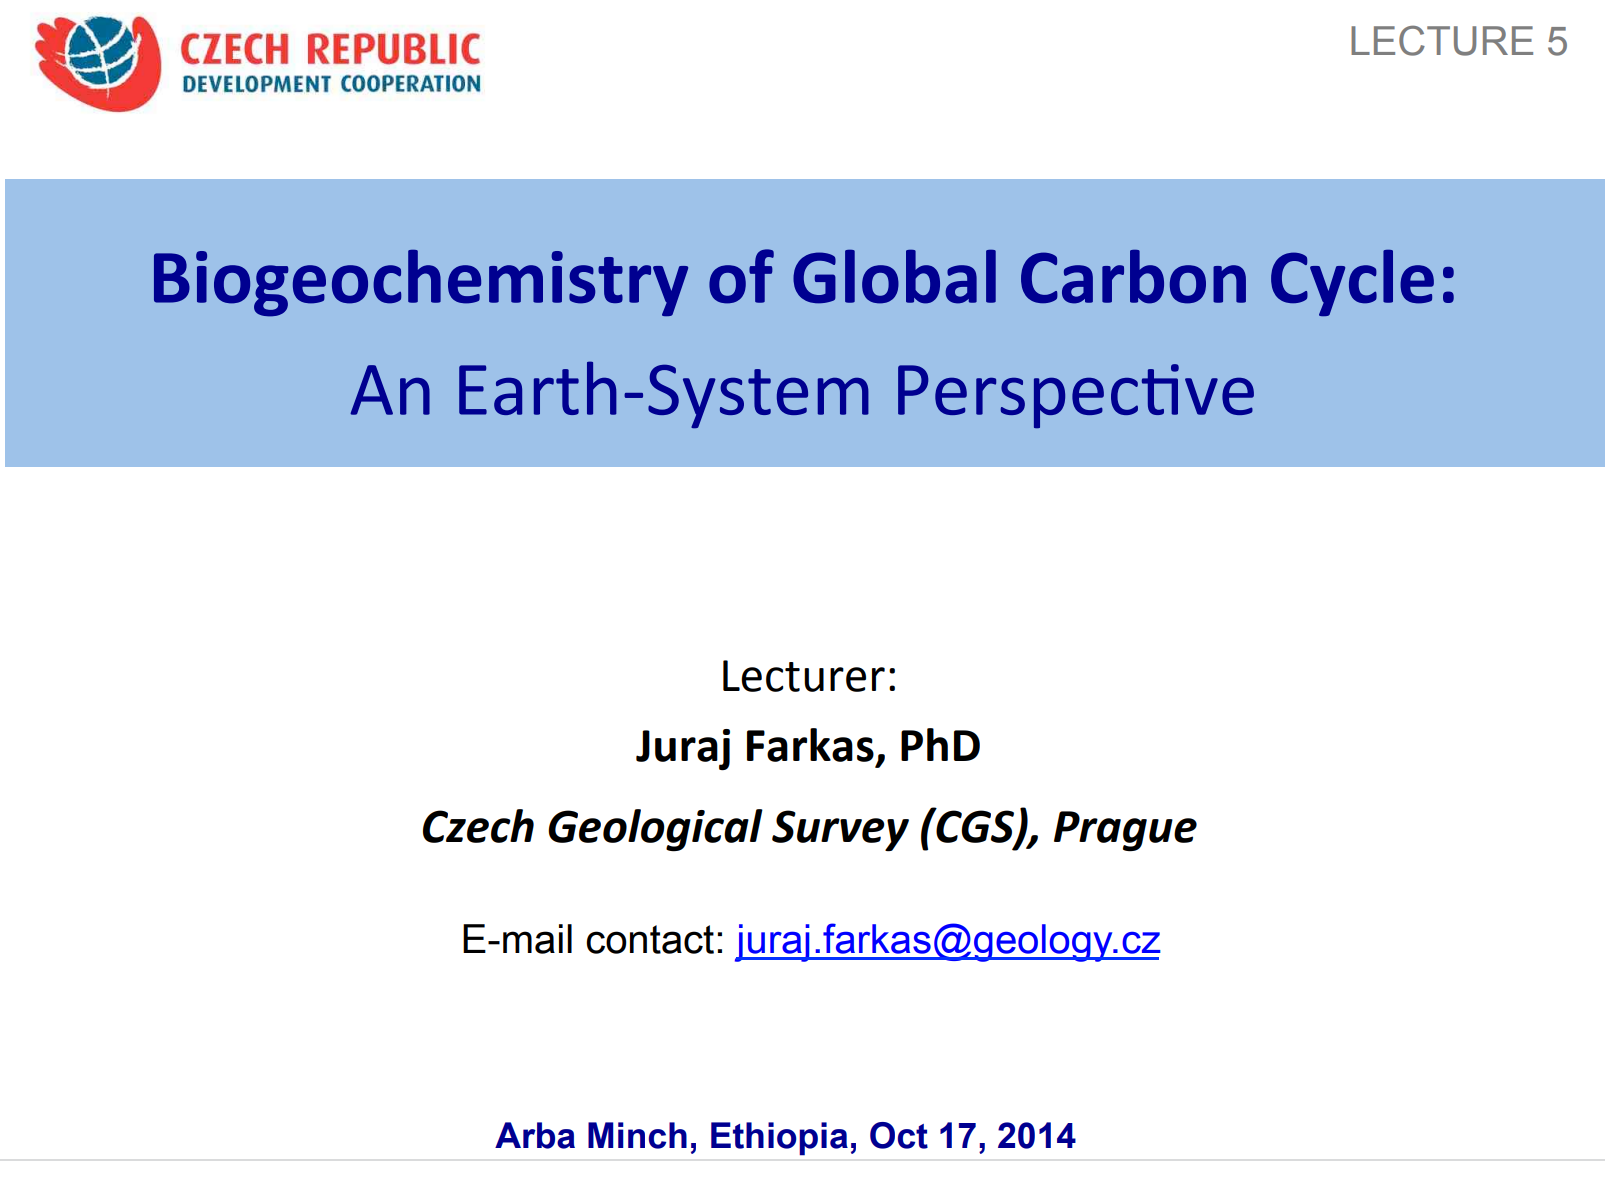 CZECH REPUBLIC
DEVELOPMENT COOPERATION
LECTURE 5
Biogeochemistry of Global Carbon Cycle:
An Earth-System Perspective
Lecturer:
Juraj Farkas, PhD
Czech Geological Survey (CGS), Prague
E-mail contact: juraj.farkas@geology.cz
Arba Minch, Ethiopia, Oct 17, 2014